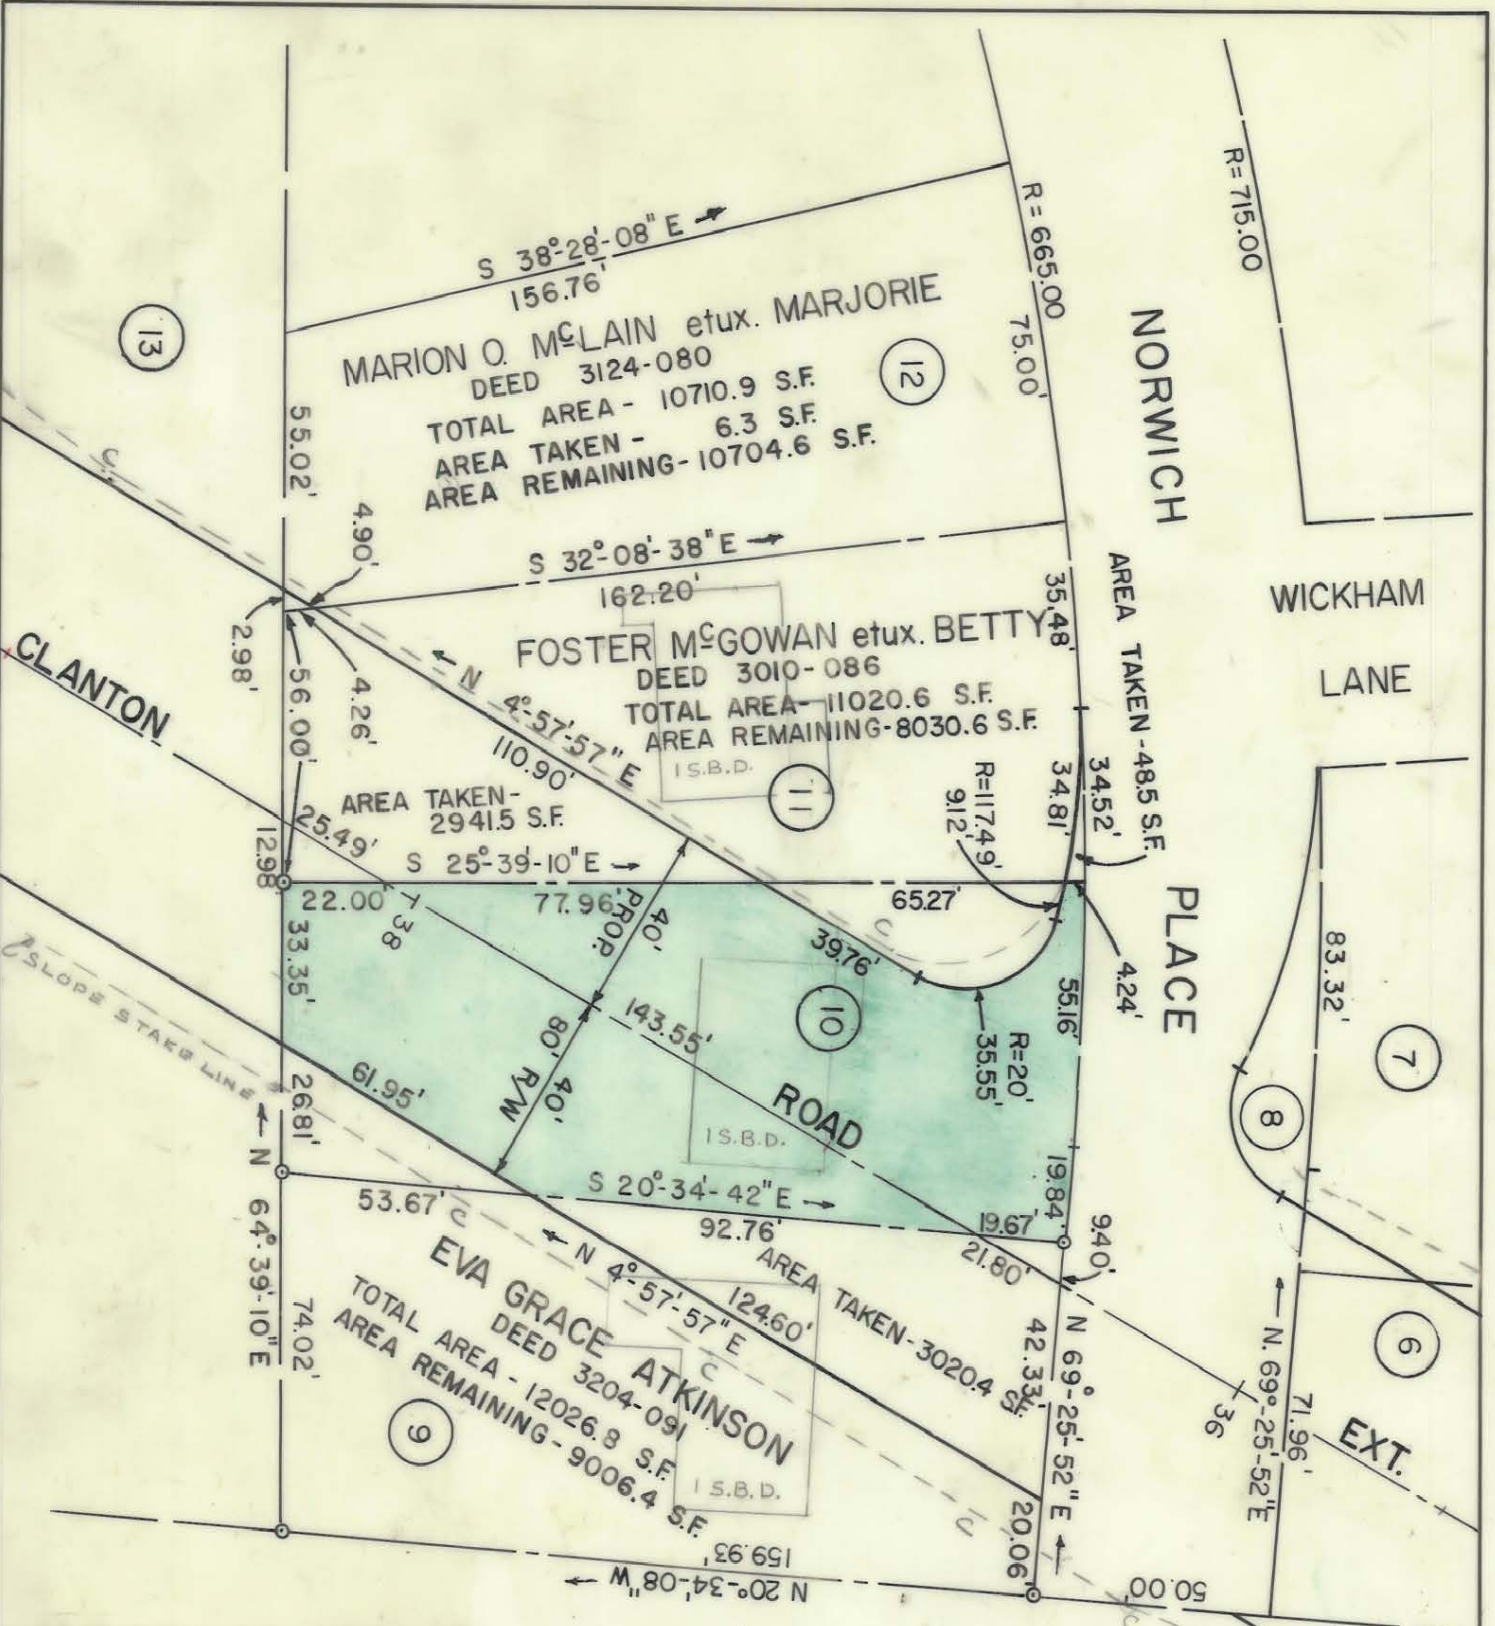 R=715.00
R=665.00
75.00'
NORWICH
PLACE
WICKHAM
LANE
S 38°-28'-08" E
156.76'
MARION O. McLAIN etux. MARJORIE
DEED 3124-080
TOTAL AREA- 10710.9 S.F.
AREA TAKEN- 6.3 S.F.
AREA REMAINING-10704.6 S.F.
12
13
C
55.02'
4.90'
2.98'
56.00'
4.26'
S 32°-08'-38" E
162.20'
35.48'
AREA TAKEN-48.5 S.F.
FOSTER McGOWAN etux. BETTY
DEED 3010-086
TOTAL AREA-11020.6 S.F.
AREA REMAINING-8030.6 S.F.
1 S.B.D.
11
N 4°-57'-57" E
110.90'
R=117.49'
9.12'
34.81'
34.52'
CLANTON
AREA TAKEN-
2941.5 S.F.
25.49'
12.98'
S 25°-39'-10" E
22.00'
77.96'
65.27'
38
40'
PROP.
C
39.76'
4.24'
55.16'
33.35'
143.55'
10
R=20'
35.55'
83.32'
7
8
40'
80' R/W
ROAD
1 S.B.D.
61.95'
SLOPE STAKE LINE
26.81'
N 64°-39'-10" E
74.02'
53.67'
C
S 20°-34'-42" E
92.76'
19.67'
19.84'
9.40'
21.80'
N 4°-57'-57" E
124.60'
C
AREA TAKEN-3020.4 S.F.
EVA GRACE ATKINSON
DEED 3204-091
TOTAL AREA-12026.8 S.F.
AREA REMAINING-9006.4 S.F.
9
1 S.B.D.
42.33'
N 69°-25'-52" E
20.06'
C
36
N. 69°-25'-52" E
71.96'
EXT.
6
159.93'
N 20°-34'-08" W
50.00'
C